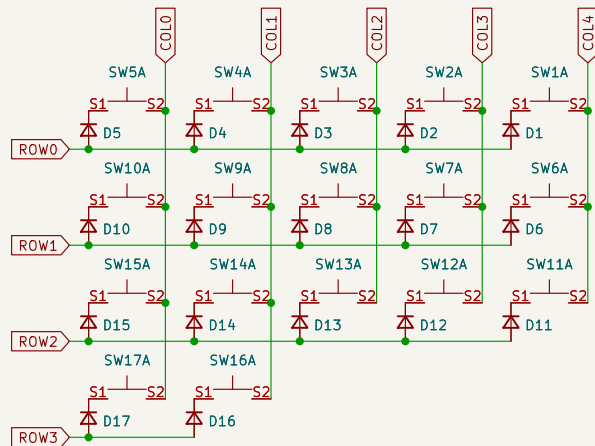 COL0 COL1 COL2 COL3 COL4
SW5A SW4A SW3A SW2A SW1A
S1 S2 S1 S2 S1 S2 S1 S2 S1 S2
D5 D4 D3 D2 D1
ROW0
SW10A SW9A SW8A SW7A SW6A
S1 S2 S1 S2 S1 S2 S1 S2 S1 S2
D10 D9 D8 D7 D6
ROW1
SW15A SW14A SW13A SW12A SW11A
S1 S2 S1 S2 S1 S2 S1 S2 S1 S2
D15 D14 D13 D12 D11
ROW2
SW17A SW16A
S1 S2 S1 S2
D17 D16
ROW3